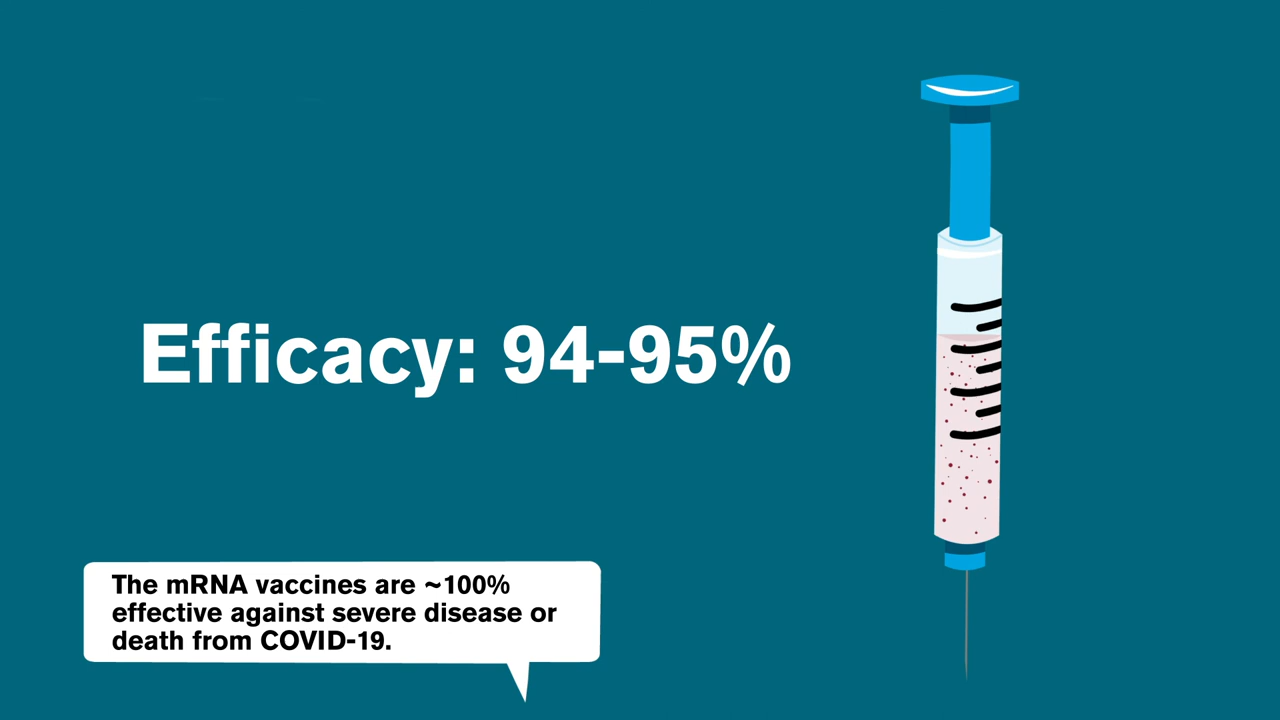 Efficacy: 94-95%
The mRNA vaccines are ~100%
effective against severe disease or
death from COVID-19.